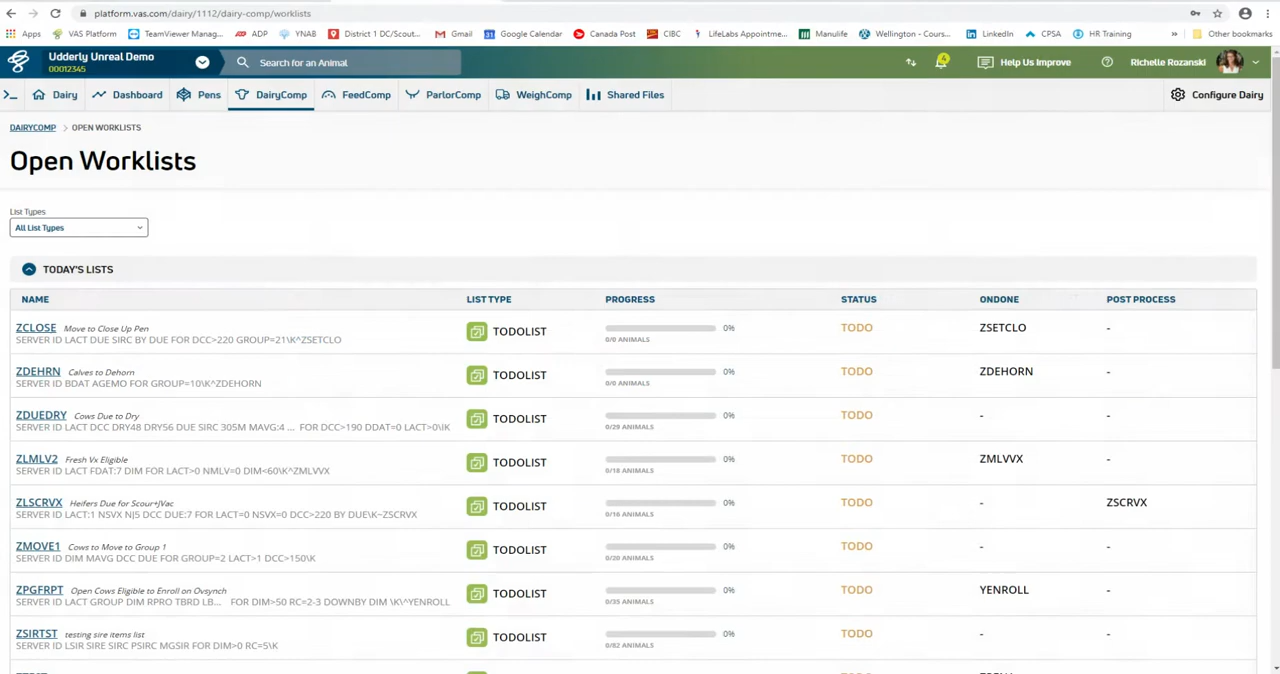 platform.vas.com/dairy/1112/dairy-comp/worklists
Apps VAS Platform TeamViewer Manag... ADP YNAB District 1 DC/Scout... Gmail Google Calendar Canada Post CIBC LifeLabs Appointme... Manulife Wellington - Cours... LinkedIn CPSA HR Training » Other bookmarks
Udderly Unreal Demo
00012345
Search for an Animal
4
Help Us Improve
Richelle Rozanski
Dairy Dashboard Pens DairyComp FeedComp ParlorComp WeighComp Shared Files Configure Dairy
DAIRYCOMP > OPEN WORKLISTS
Open Worklists
List Types
All List Types
TODAY'S LISTS
NAME LIST TYPE PROGRESS STATUS ONDONE POST PROCESS
ZCLOSE Move to Close Up Pen
SERVER ID LACT DUE SIRC BY DUE FOR DCC>220 GROUP=21\K^ZSETCLO
TODOLIST 0% 0/0 ANIMALS TODO ZSETCLO -
ZDEHRN Calves to Dehorn
SERVER ID BDAT AGEMO FOR GROUP=10\K^ZDEHORN
TODOLIST 0% 0/0 ANIMALS TODO ZDEHORN -
ZDUEDRY Cows Due to Dry
SERVER ID LACT DCC DRY48 DRY56 DUE SIRC 305M MAVG:4 ... FOR DCC>190 DDAT=0 LACT>0\IK
TODOLIST 0% 0/29 ANIMALS TODO - -
ZLMLV2 Fresh Vx Eligible
SERVER ID LACT FDAT:7 DIM FOR LACT>0 NMLV=0 DIM<60\K^ZMLVVX
TODOLIST 0% 0/18 ANIMALS TODO ZMLVVX -
ZLSCRVX Heifers Due for Scour+JVac
SERVER ID LACT:1 NSVX NJ5 DCC DUE:7 FOR LACT=0 NSVX=0 DCC>220 BY DUE\K~ZSCRVX
TODOLIST 0% 0/16 ANIMALS TODO - ZSCRVX
ZMOVE1 Cows to Move to Group 1
SERVER ID DIM MAVG DCC DUE FOR GROUP=2 LACT>1 DCC>150\K
TODOLIST 0% 0/20 ANIMALS TODO - -
ZPGFRPT Open Cows Eligible to Enroll on Ovsynch
SERVER ID LACT GROUP DIM RPRO TBRD LB... FOR DIM>50 RC=2-3 DOWNBY DIM \K\^YENROLL
TODOLIST 0% 0/35 ANIMALS TODO YENROLL -
ZSIRTST testing sire items list
SERVER ID LSIR SIRE SIRC PSIRC MGSIR FOR DIM>0 RC=5\K
TODOLIST 0% 0/82 ANIMALS TODO - -